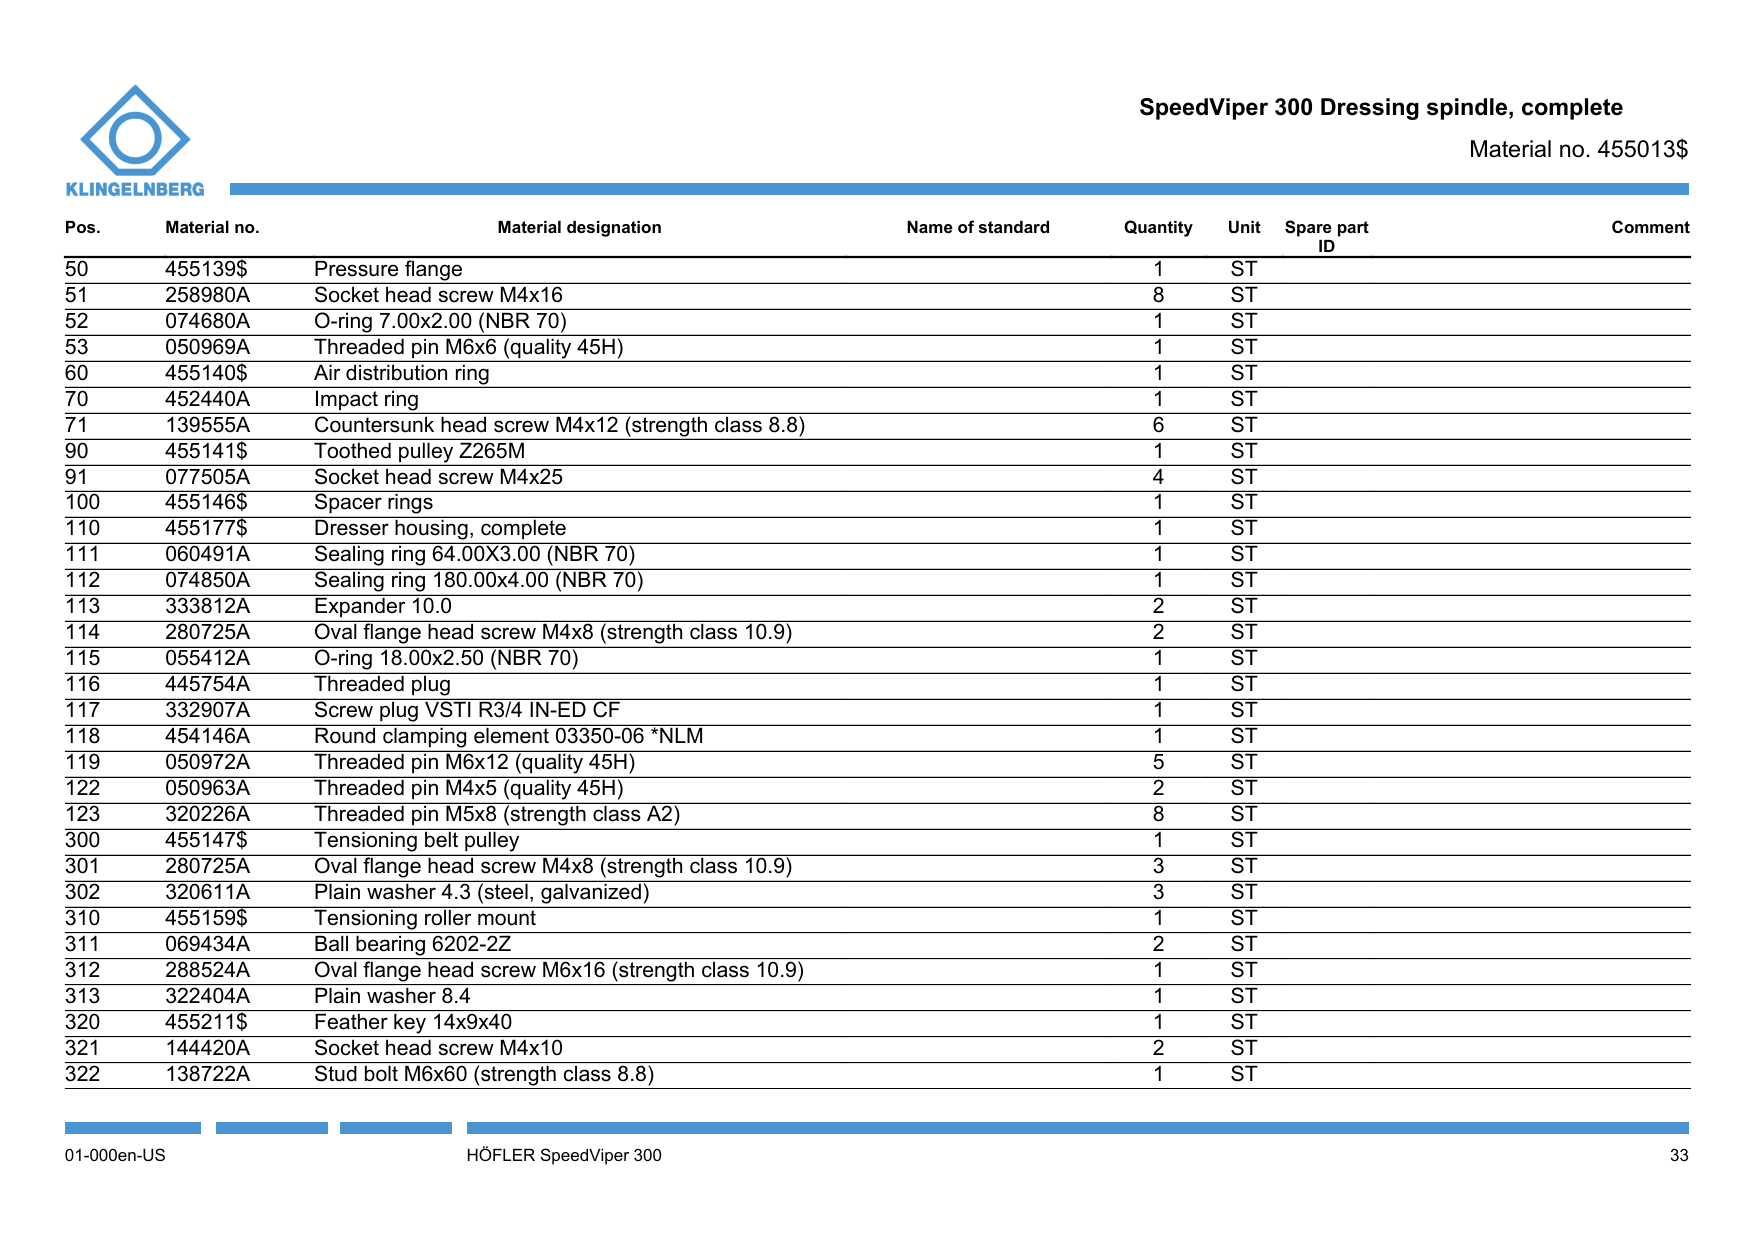 SpeedViper 300 Dressing spindle, complete
Material no. 455013$
KLINGELNBERG
Pos. Material no. Material designation Name of standard Quantity Unit Spare part ID Comment
50 455139$ Pressure flange 1 ST
51 258980A Socket head screw M4x16 8 ST
52 074680A O-ring 7.00x2.00 (NBR 70) 1 ST
53 050969A Threaded pin M6x6 (quality 45H) 1 ST
60 455140$ Air distribution ring 1 ST
70 452440A Impact ring 1 ST
71 139555A Countersunk head screw M4x12 (strength class 8.8) 6 ST
90 455141$ Toothed pulley Z265M 1 ST
91 077505A Socket head screw M4x25 4 ST
100 455146$ Spacer rings 1 ST
110 455177$ Dresser housing, complete 1 ST
111 060491A Sealing ring 64.00X3.00 (NBR 70) 1 ST
112 074850A Sealing ring 180.00x4.00 (NBR 70) 1 ST
113 333812A Expander 10.0 2 ST
114 280725A Oval flange head screw M4x8 (strength class 10.9) 2 ST
115 055412A O-ring 18.00x2.50 (NBR 70) 1 ST
116 445754A Threaded plug 1 ST
117 332907A Screw plug VSTI R3/4 IN-ED CF 1 ST
118 454146A Round clamping element 03350-06 *NLM 1 ST
119 050972A Threaded pin M6x12 (quality 45H) 5 ST
122 050963A Threaded pin M4x5 (quality 45H) 2 ST
123 320226A Threaded pin M5x8 (strength class A2) 8 ST
300 455147$ Tensioning belt pulley 1 ST
301 280725A Oval flange head screw M4x8 (strength class 10.9) 3 ST
302 320611A Plain washer 4.3 (steel, galvanized) 3 ST
310 455159$ Tensioning roller mount 1 ST
311 069434A Ball bearing 6202-2Z 2 ST
312 288524A Oval flange head screw M6x16 (strength class 10.9) 1 ST
313 322404A Plain washer 8.4 1 ST
320 455211$ Feather key 14x9x40 1 ST
321 144420A Socket head screw M4x10 2 ST
322 138722A Stud bolt M6x60 (strength class 8.8) 1 ST
01-000en-US HÖFLER SpeedViper 300 33